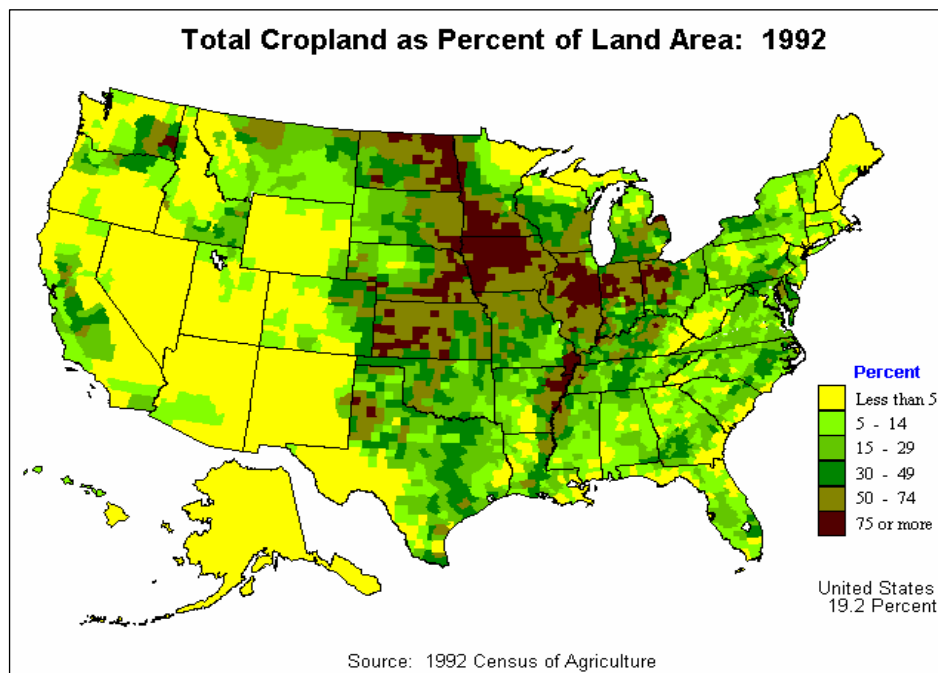 Total Cropland as Percent of Land Area: 1992
Percent
Less than 5
5 - 14
15 - 29
30 - 49
50 - 74
75 or more
United States
19.2 Percent
Source: 1992 Census of Agriculture